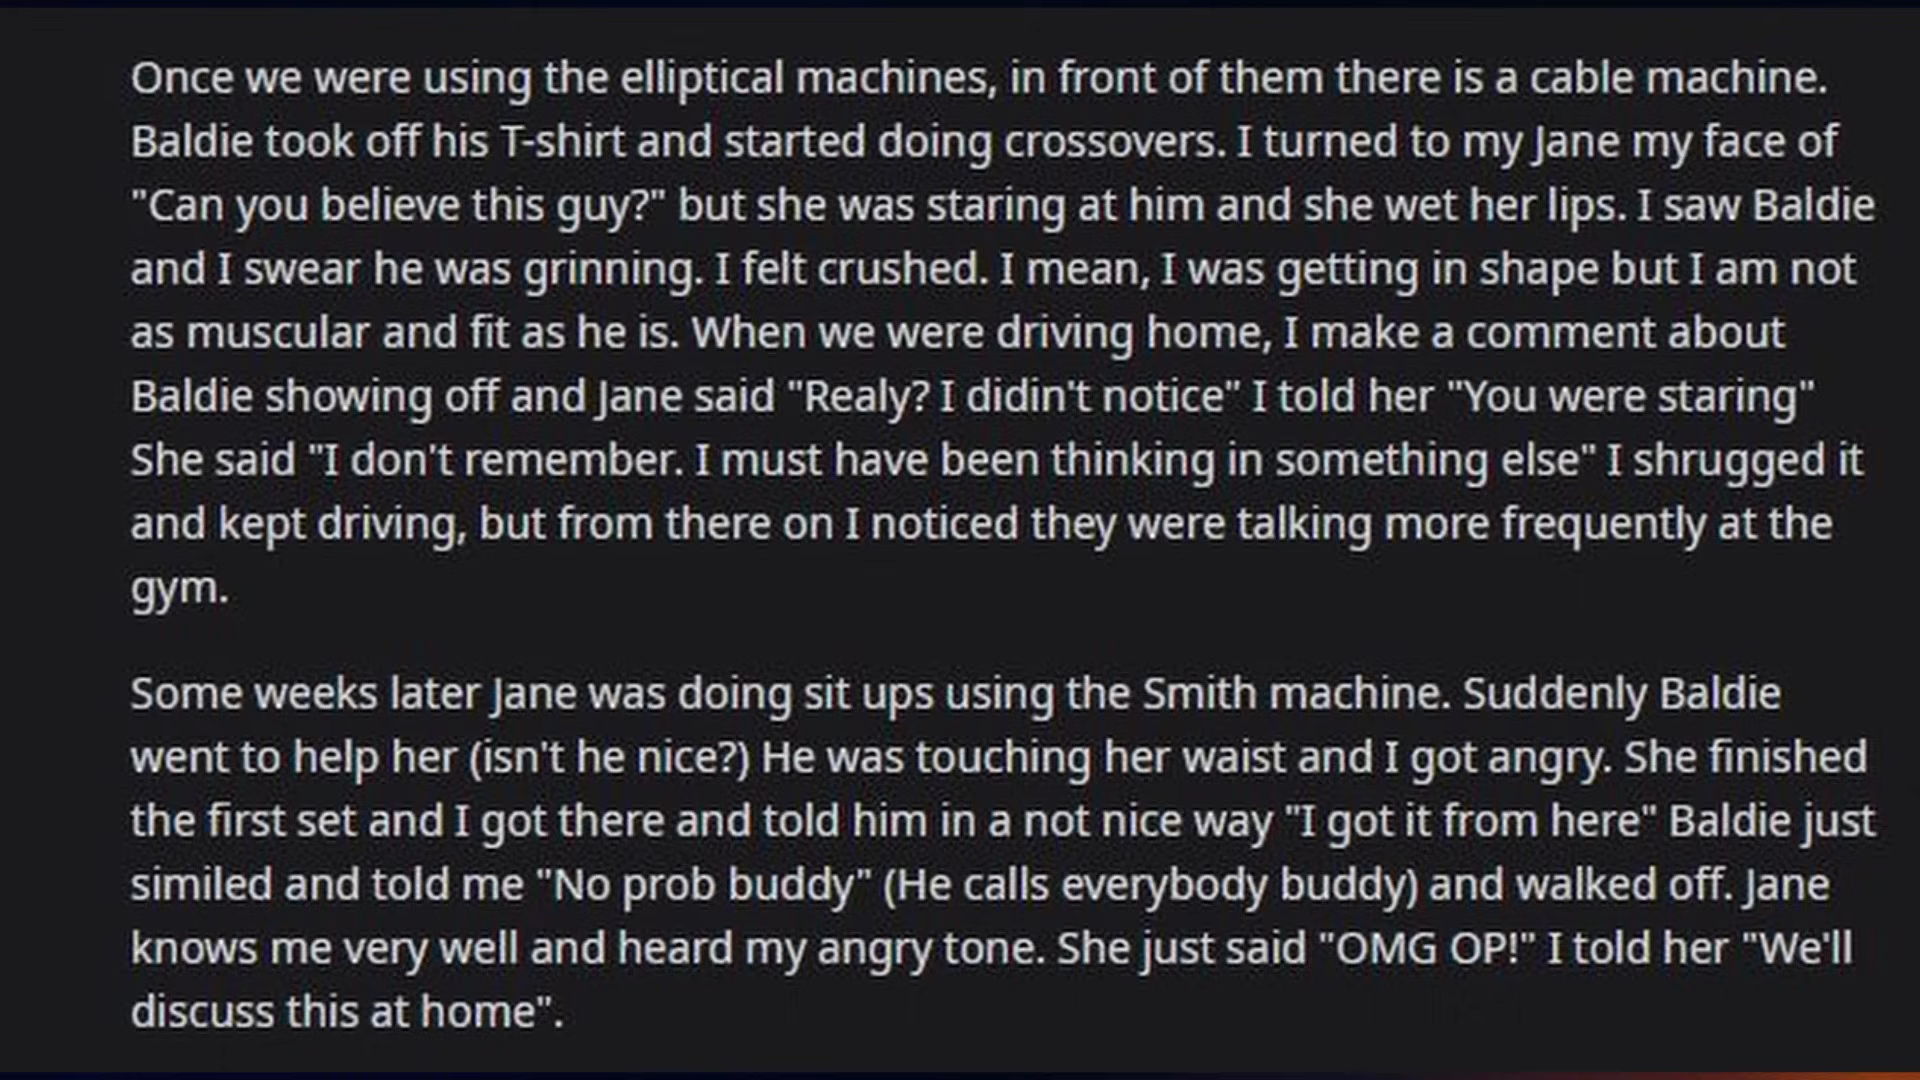 Once we were using the elliptical machines, in front of them there is a cable machine.
Baldie took off his T-shirt and started doing crossovers. I turned to my Jane my face of
"Can you believe this guy?" but she was staring at him and she wet her lips. I saw Baldie
and I swear he was grinning. I felt crushed. I mean, I was getting in shape but I am not
as muscular and fit as he is. When we were driving home, I make a comment about
Baldie showing off and Jane said "Realy? I didin't notice" I told her "You were staring"
She said "I don't remember. I must have been thinking in something else" I shrugged it
and kept driving, but from there on I noticed they were talking more frequently at the
gym.
Some weeks later Jane was doing sit ups using the Smith machine. Suddenly Baldie
went to help her (isn't he nice?) He was touching her waist and I got angry. She finished
the first set and I got there and told him in a not nice way "I got it from here" Baldie just
similed and told me "No prob buddy" (He calls everybody buddy) and walked off. Jane
knows me very well and heard my angry tone. She just said "OMG OP!" I told her "We'll
discuss this at home".